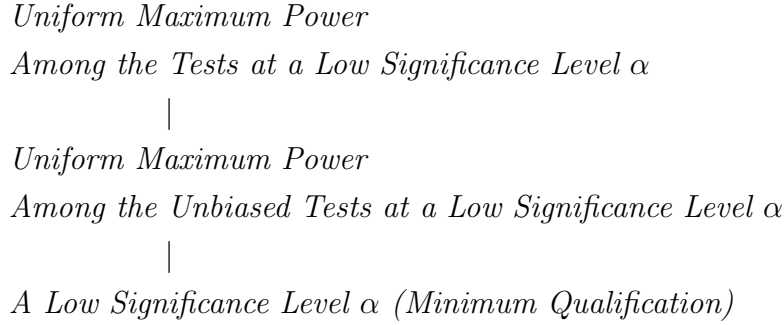 Uniform Maximum Power
Among the Tests at a Low Significance Level α
|
Uniform Maximum Power
Among the Unbiased Tests at a Low Significance Level α
|
A Low Significance Level α (Minimum Qualification)